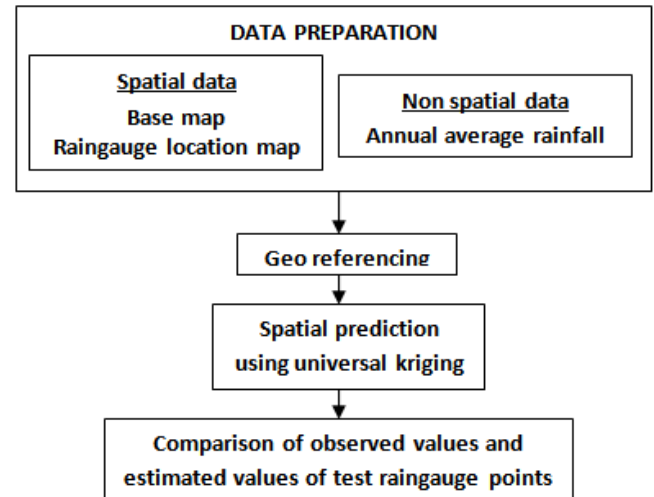 DATA PREPARATION
Spatial data
Base map
Raingauge location map
Non spatial data
Annual average rainfall
Geo referencing
Spatial prediction
using universal kriging
Comparison of observed values and
estimated values of test raingauge points